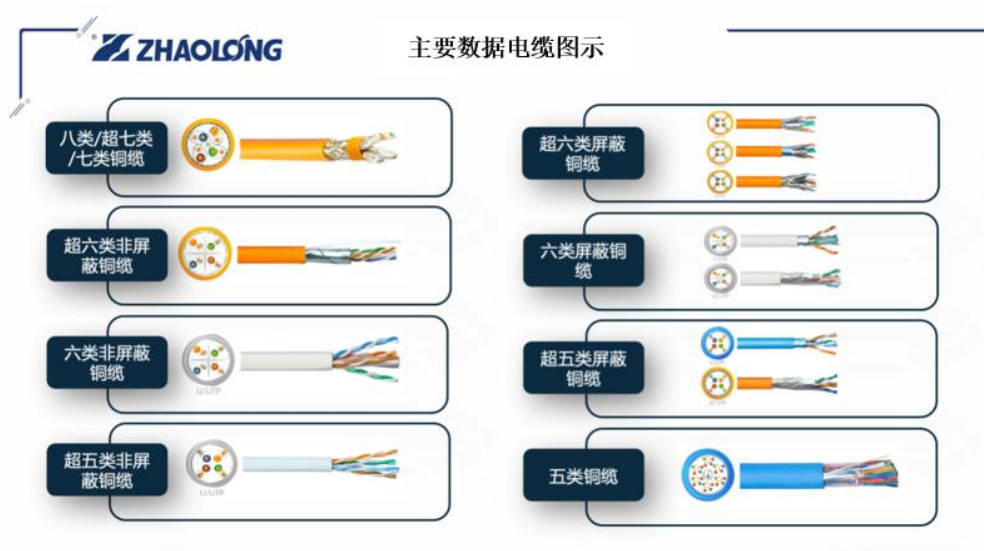 ZHAOLONG
主要数据电缆图示
八类/超七类
/七类铜缆
超六类非屏
蔽铜缆
六类非屏蔽
铜缆
U/UTP
超五类非屏
蔽铜缆
U/UTP
超六类屏蔽
铜缆
六类屏蔽铜
缆
超五类屏蔽
铜缆
五类铜缆